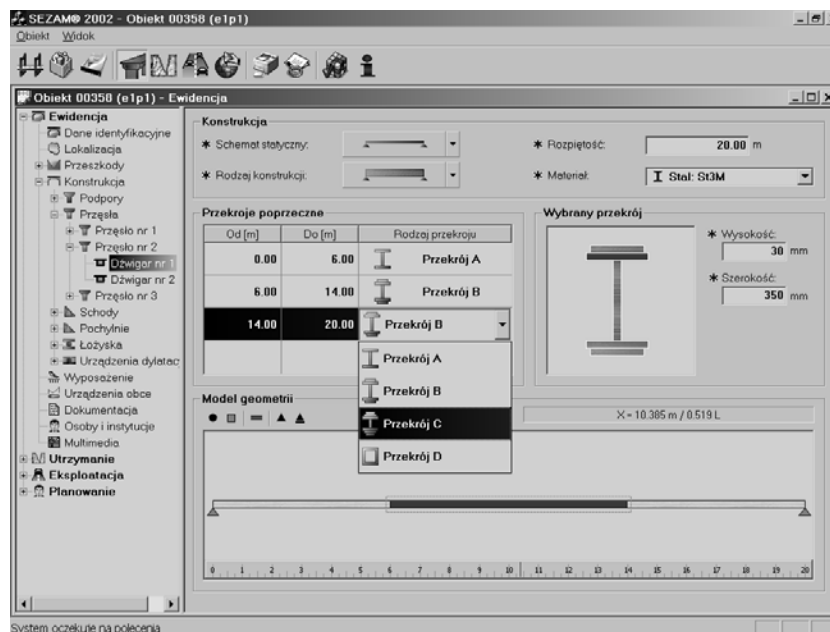 SEZAM® 2002 - Obiekt 00358 (e1p1)
Obiekt Widok
Obiekt 00358 (e1p1) - Ewidencja
Ewidencja
Dane identyfikacyjne
Lokalizacja
Przeszkody
Konstrukcja
Podpory
Przęsła
Przęsło nr 1
Przęsło nr 2
Dźwigar nr 1
Dźwigar nr 2
Przęsło nr 3
Schody
Pochylnie
Łożyska
Urządzenia dylatac
Wyposażenie
Urządzenia obce
Dokumentacja
Osoby i instytucje
Multimedia
Utrzymanie
Eksploatacja
Planowanie
Konstrukcja
* Schemat statyczny:
* Rozpiętość: 20.00 m
* Rodzaj konstrukcji:
* Materiał: Stal: St3M
Przekroje poprzeczne
Od [m] Do [m] Rodzaj przekroju
0.00 6.00 Przekrój A
6.00 14.00 Przekrój B
14.00 20.00 Przekrój B
Przekrój A
Przekrój B
Przekrój C
Przekrój D
Wybrany przekrój
* Wysokość:
30 mm
* Szerokość:
350 mm
Model geometrii
X = 10.385 m / 0.519 L
0 1 2 3 4 5 6 7 8 9 10 11 12 13 14 15 16 17 18 19 20
System oczekuje na polecenia